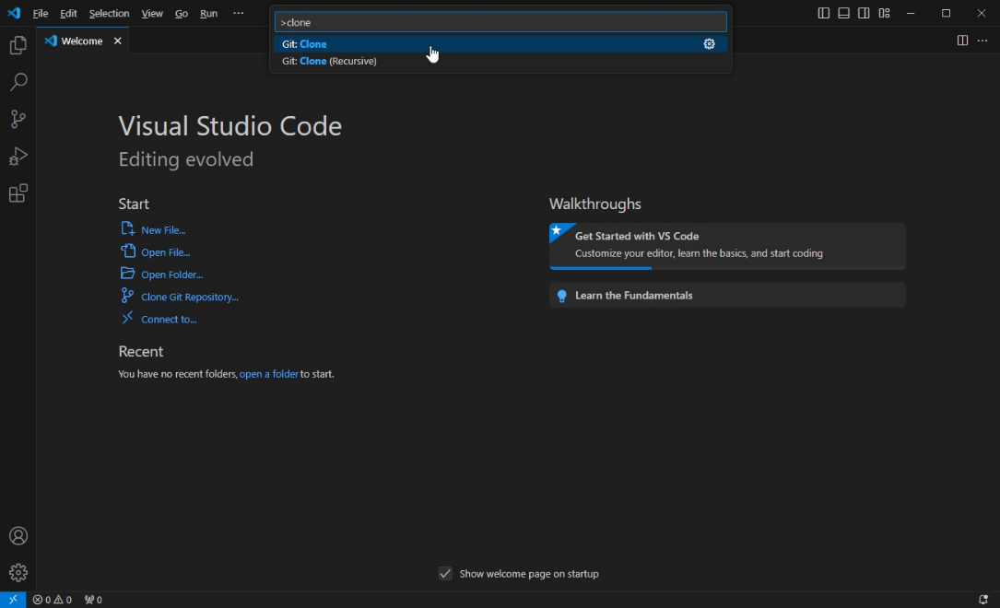 File Edit Selection View Go Run ···
>clone
Git: Clone
Git: Clone (Recursive)
Welcome
Visual Studio Code
Editing evolved
Start
New File...
Open File...
Open Folder...
Clone Git Repository...
Connect to...
Recent
You have no recent folders, open a folder to start.
Walkthroughs
Get Started with VS Code
Customize your editor, learn the basics, and start coding
Learn the Fundamentals
Show welcome page on startup
0 0 0